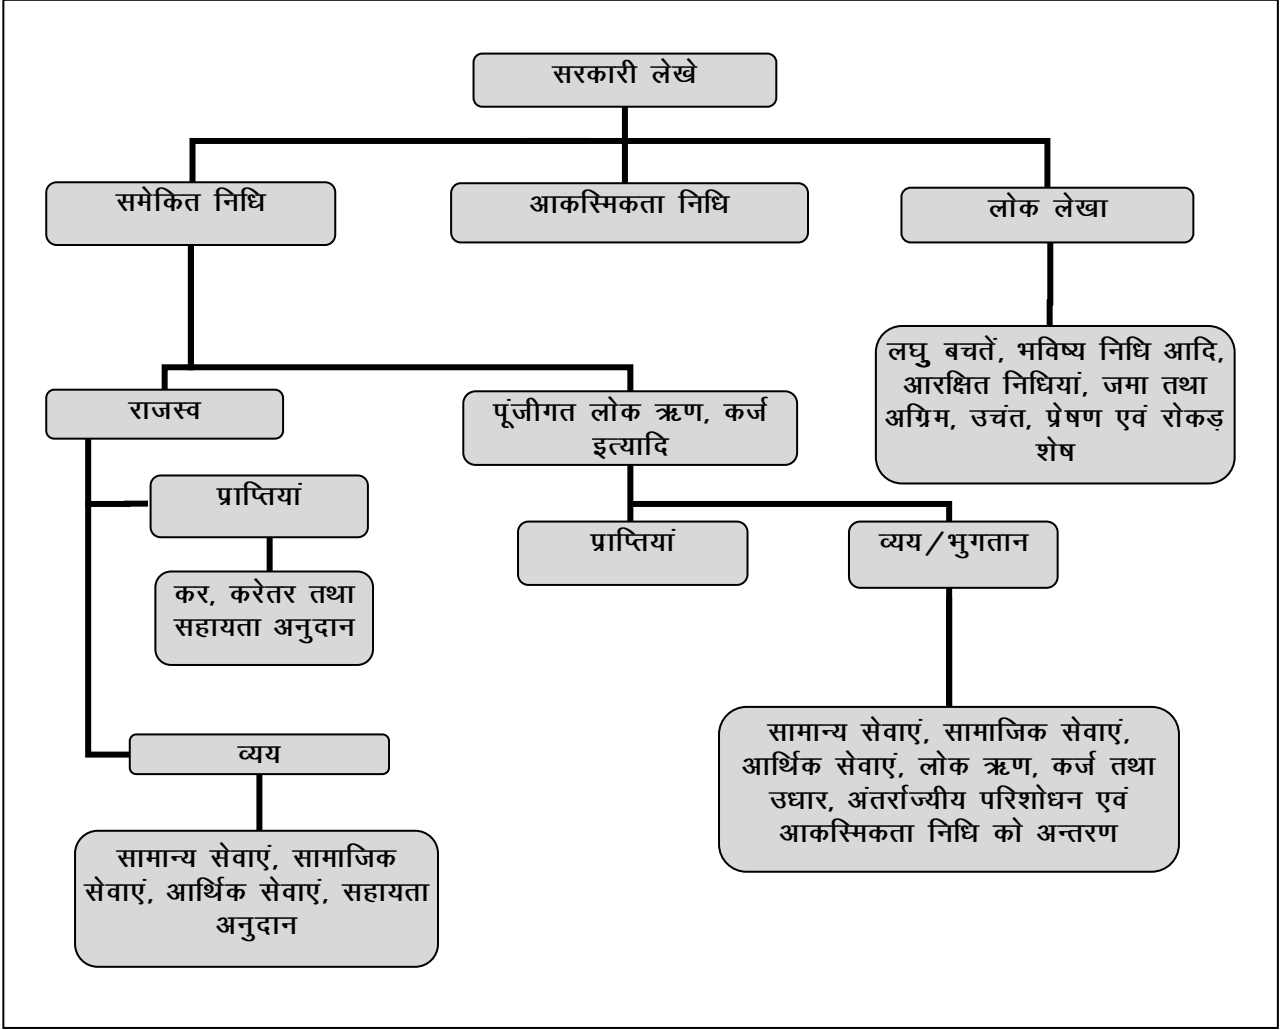 सरकारी लेखे
समेकित निधि
आकस्मिकता निधि
लोक लेखा
लघु बचतें, भविष्य निधि आदि,
आरक्षित निधियां, जमा तथा
अग्रिम, उचंत, प्रेषण एवं रोकड़
शेष
राजस्व
पूंजीगत लोक ऋण, कर्ज
इत्यादि
प्राप्तियां
कर, करेतर तथा
सहायता अनुदान
प्राप्तियां
व्यय/भुगतान
व्यय
सामान्य सेवाएं, सामाजिक
सेवाएं, आर्थिक सेवाएं, सहायता
अनुदान
सामान्य सेवाएं, सामाजिक सेवाएं,
आर्थिक सेवाएं, लोक ऋण, कर्ज तथा
उधार, अंतर्राज्यीय परिशोधन एवं
आकस्मिकता निधि को अन्तरण